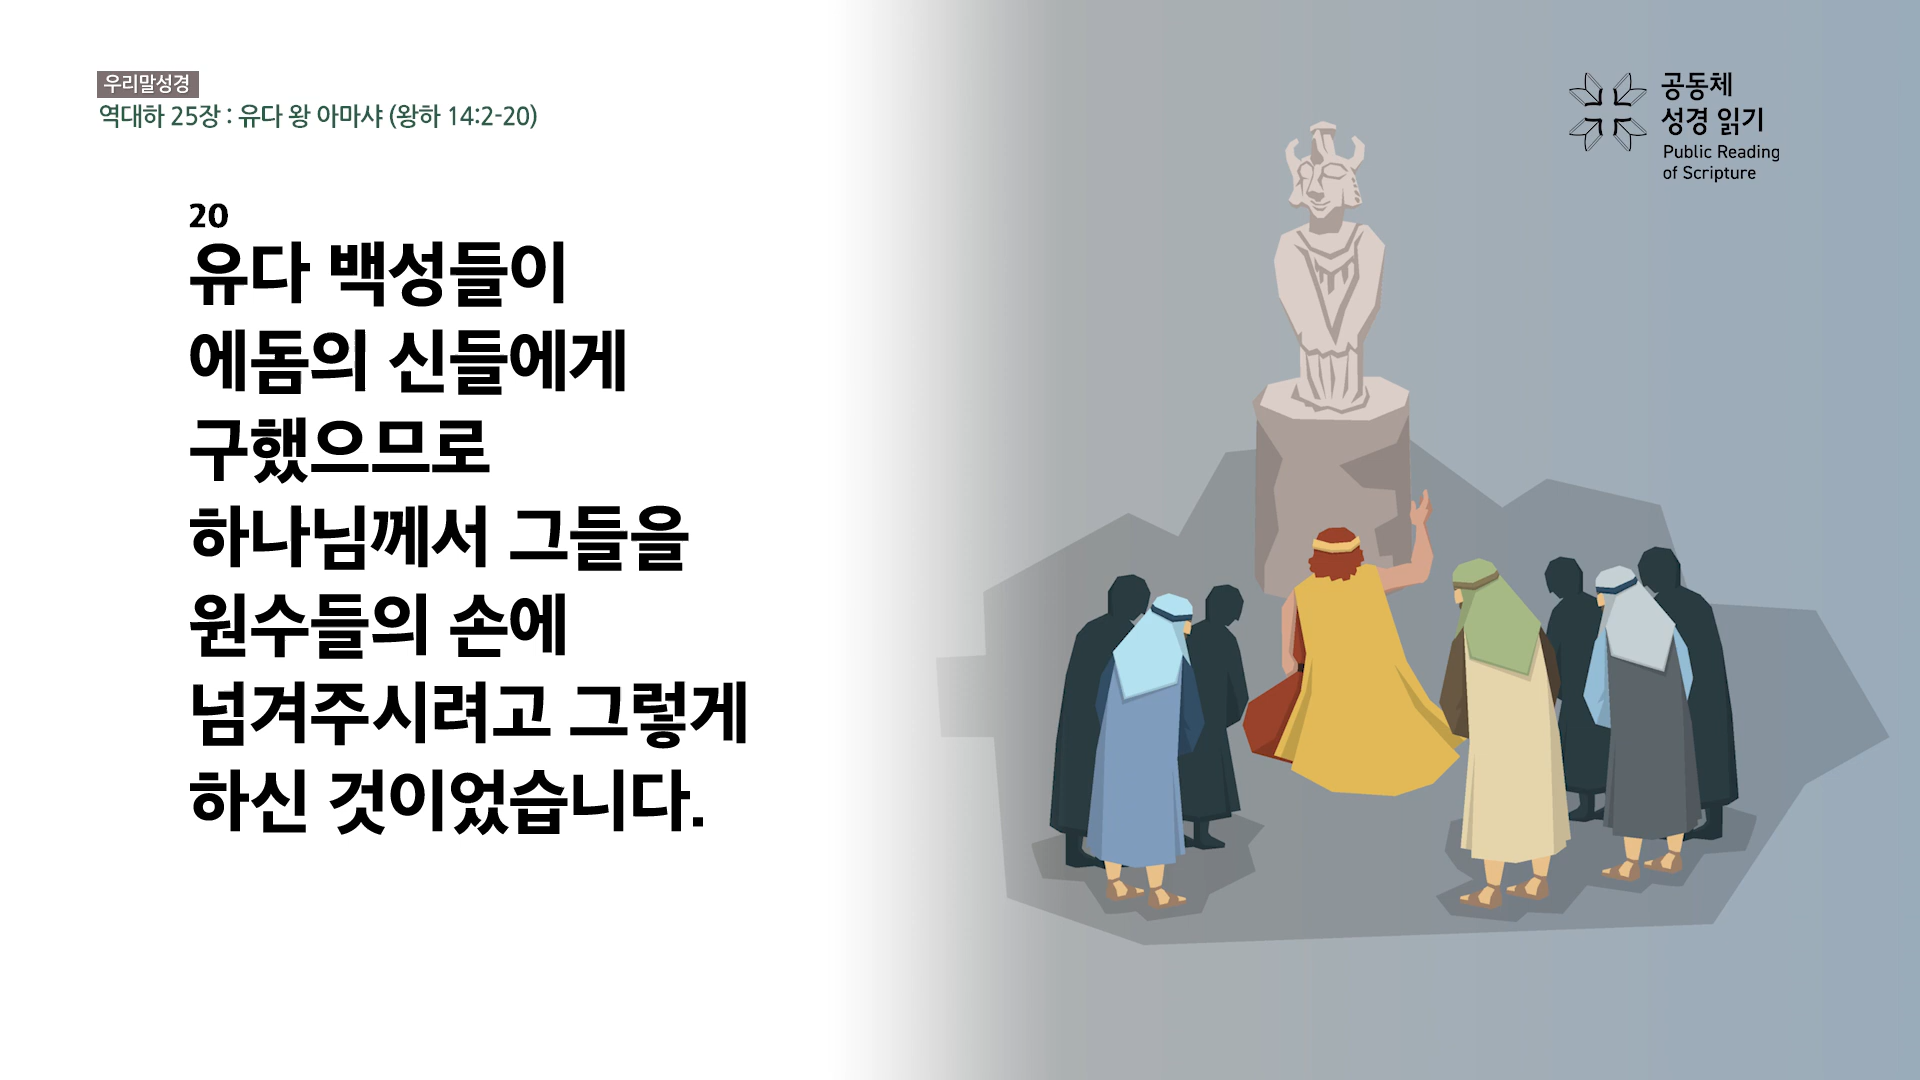 우리말성경
역대하 25장 : 유다 왕 아마샤 (왕하 14:2-20)
공동체
성경 읽기
Public Reading
of Scripture
20
유다 백성들이
에돔의 신들에게
구했으므로
하나님께서 그들을
원수들의 손에
넘겨주시려고 그렇게
하신 것이었습니다.